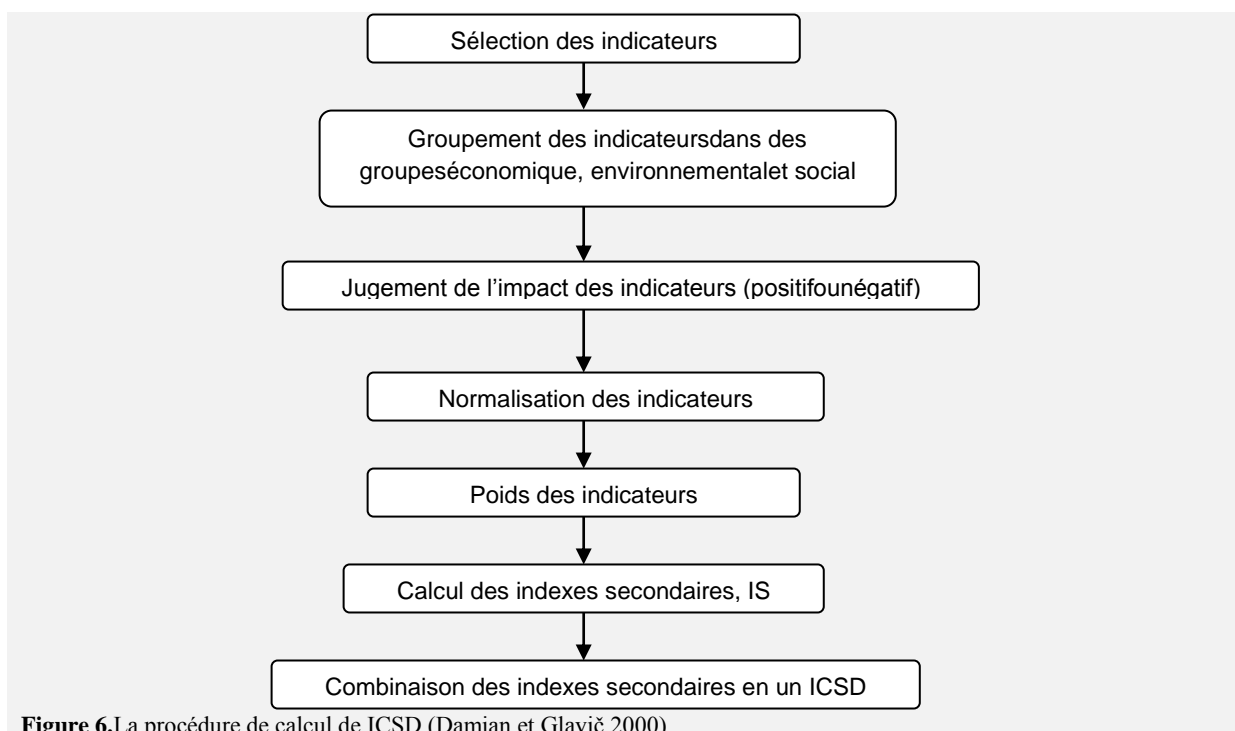 Sélection des indicateurs
Groupement des indicateursdans des
groupeséconomique, environnementalet social
Jugement de l’impact des indicateurs (positifounégatif)
Normalisation des indicateurs
Poids des indicateurs
Calcul des indexes secondaires, IS
Combinaison des indexes secondaires en un ICSD
Figure 6.La procédure de calcul de ICSD (Damjan et Glavič 2000)